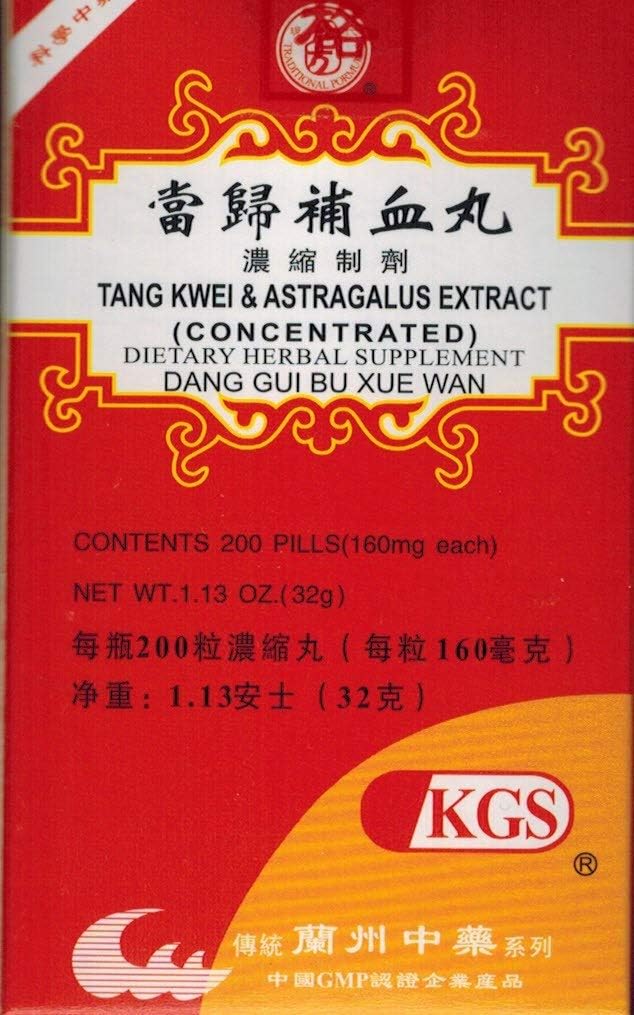 TRADITIONAL FORMULA
當歸補血丸
濃縮制劑
TANG KWEI & ASTRAGALUS EXTRACT
(CONCENTRATED)
DIETARY HERBAL SUPPLEMENT
DANG GUI BU XUE WAN
CONTENTS 200 PILLS(160mg each)
NET WT.1.13 OZ.(32g)
每瓶200粒濃縮丸(每粒160毫克)
净重:1.13安士(32克)
KGS
®
傳統 蘭州中藥 系列
中國GMP認證企業産品